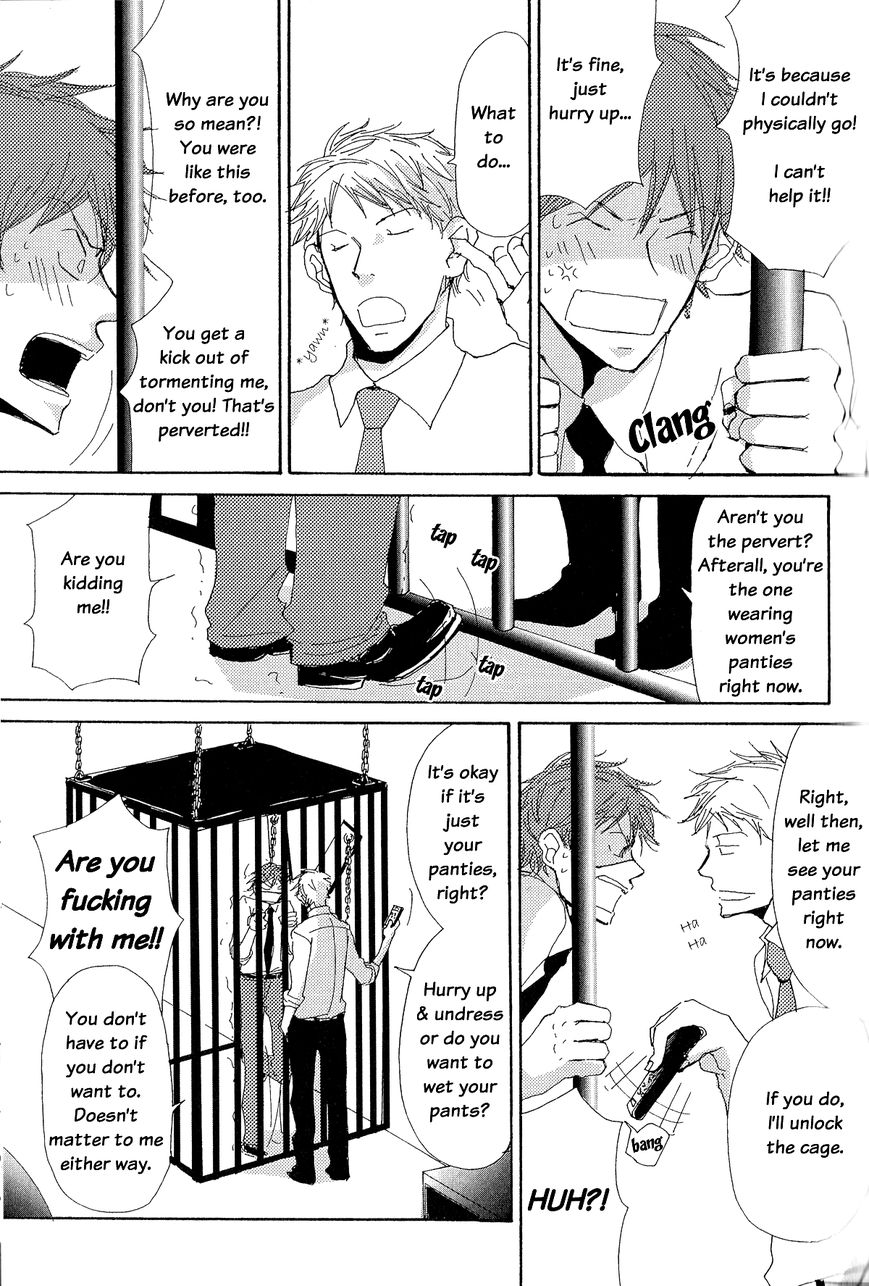 It's because
I couldn't
physically go!
I can't
help it!!
It's fine,
just
hurry up...
Clang
What
to
do...
*yawn*
Why are you
so mean?!
You were
like this
before, too.
You get a
kick out of
tormenting me,
don't you! That's
perverted!!
Aren't you
the pervert?
Afterall, you're
the one
wearing
women's
panties
right now.
tap
tap
tap
tap
Are you
kidding
me!!
Right,
well then,
let me
see your
panties
right
now.
Ha
Ha
If you do,
I'll unlock
the cage.
bang
HUH?!
It's okay
if it's
just
your
panties,
right?
Hurry up
& undress
or do you
want to
wet your
pants?
Are you
fucking
with me!!
You don't
have to if
you don't
want to.
Doesn't
matter to me
either way.